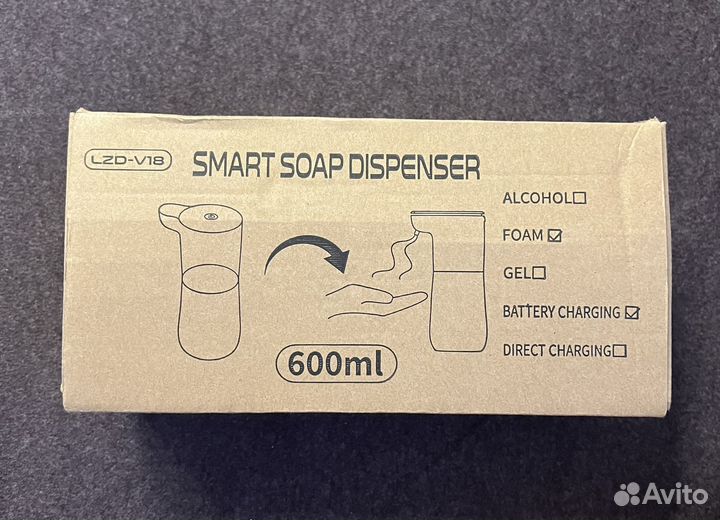 LZD-V18
SMART SOAP DISPENSER
ALCOHOL
FOAM
GEL
BATTERY CHARGING
DIRECT CHARGING
600ml
Avito